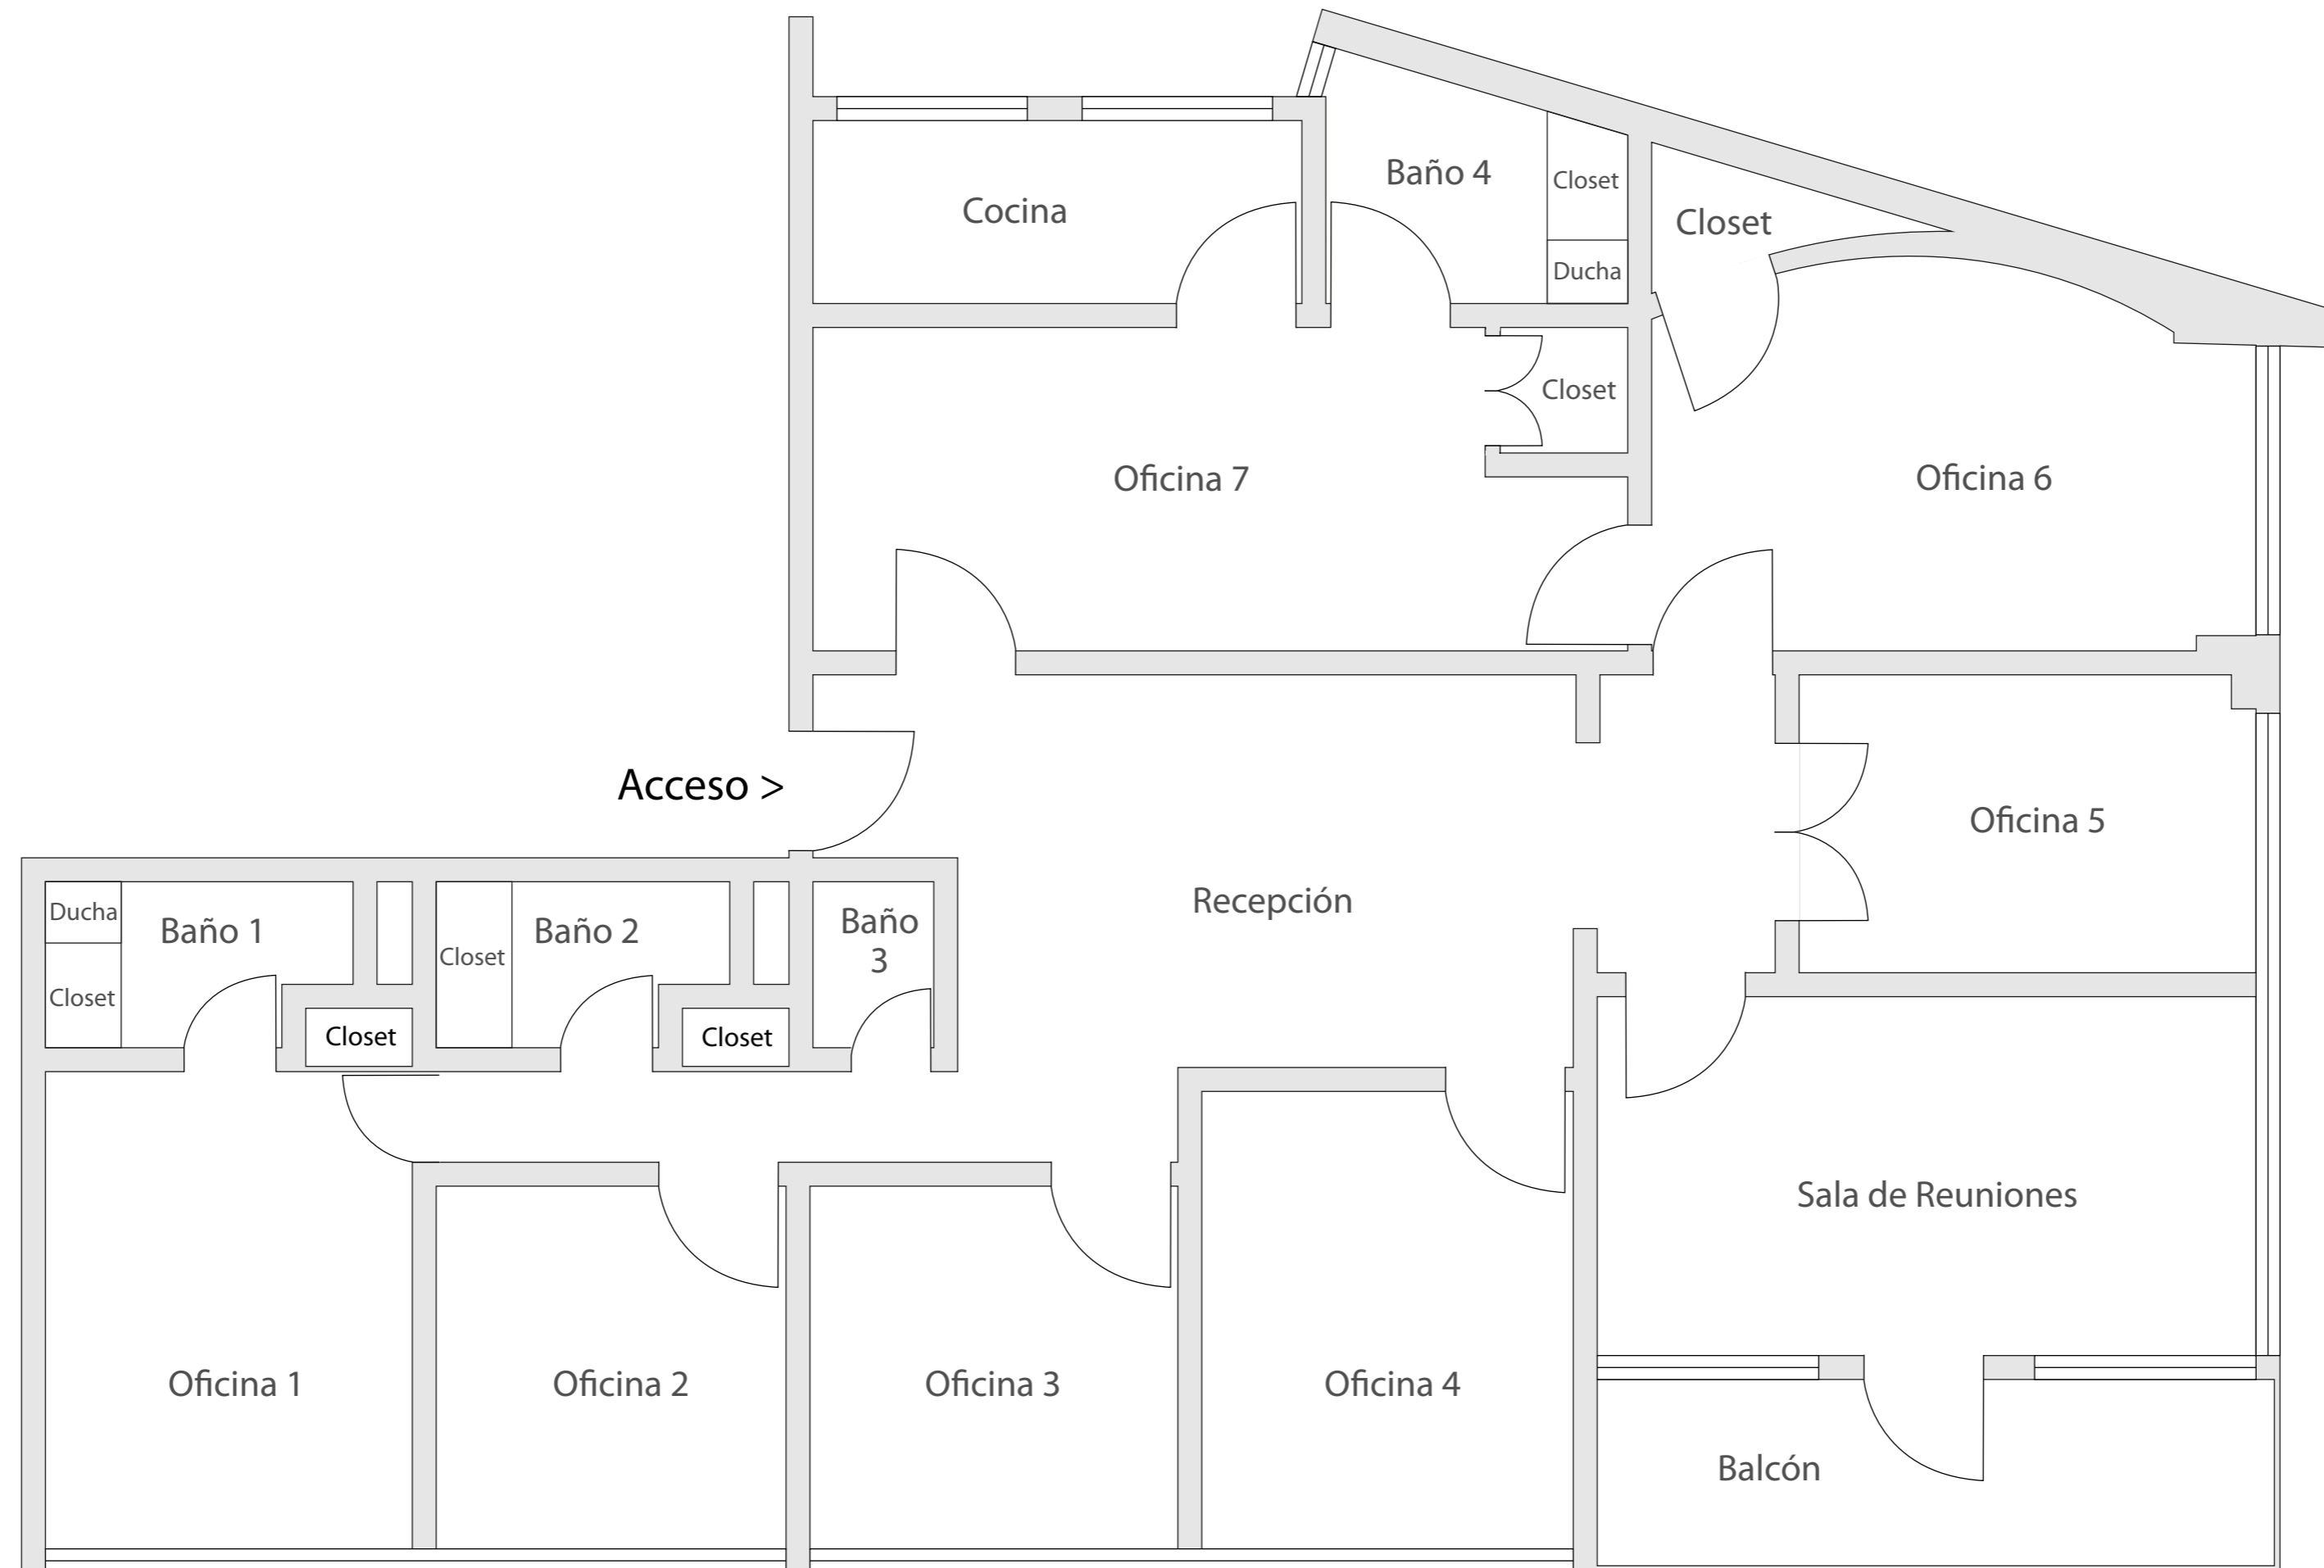 Baño 4
Closet
Cocina
Closet
Ducha
Closet
Oficina 7
Oficina 6
Acceso >
Oficina 5
Recepción
Ducha
Baño 1
Closet
Baño 2
Closet
Baño
3
Closet
Closet
Sala de Reuniones
Oficina 1
Oficina 2
Oficina 3
Oficina 4
Balcón